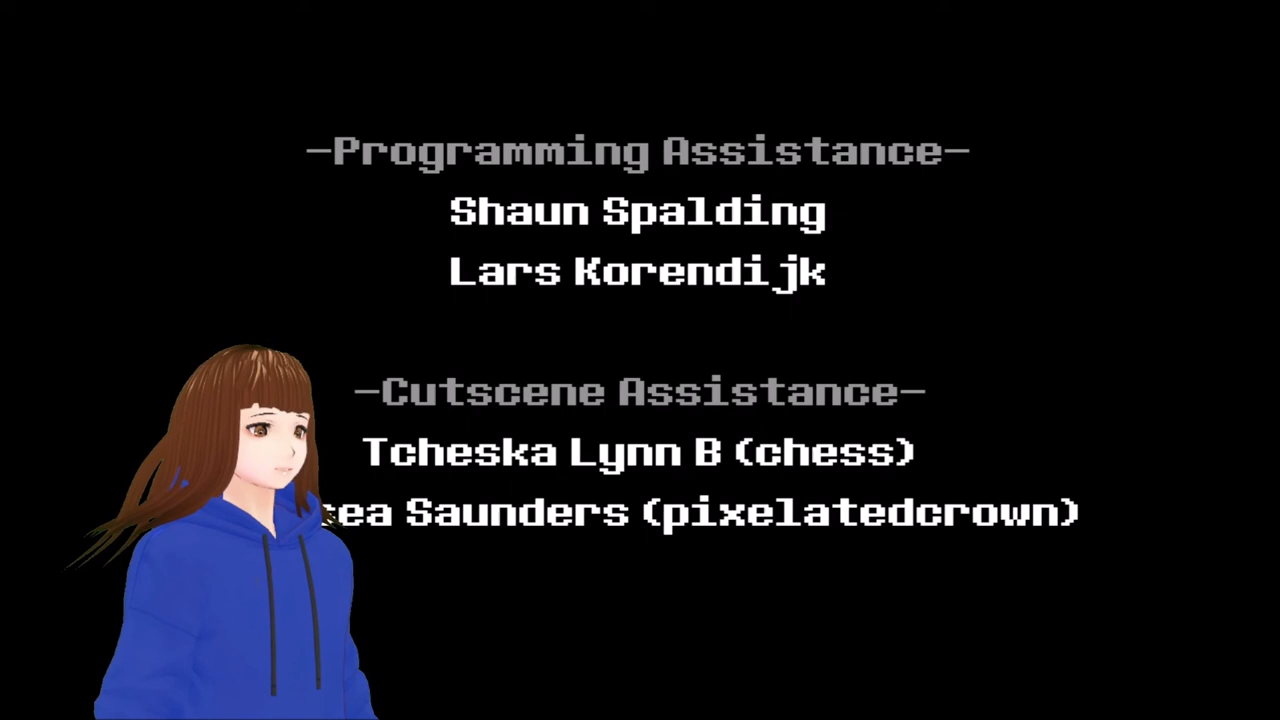 -Programming Assistance-
Shaun Spalding
Lars Korendijk
-Cutscene Assistance-
Tcheska Lynn B (chess)
Saunders (pixelatedcrown)